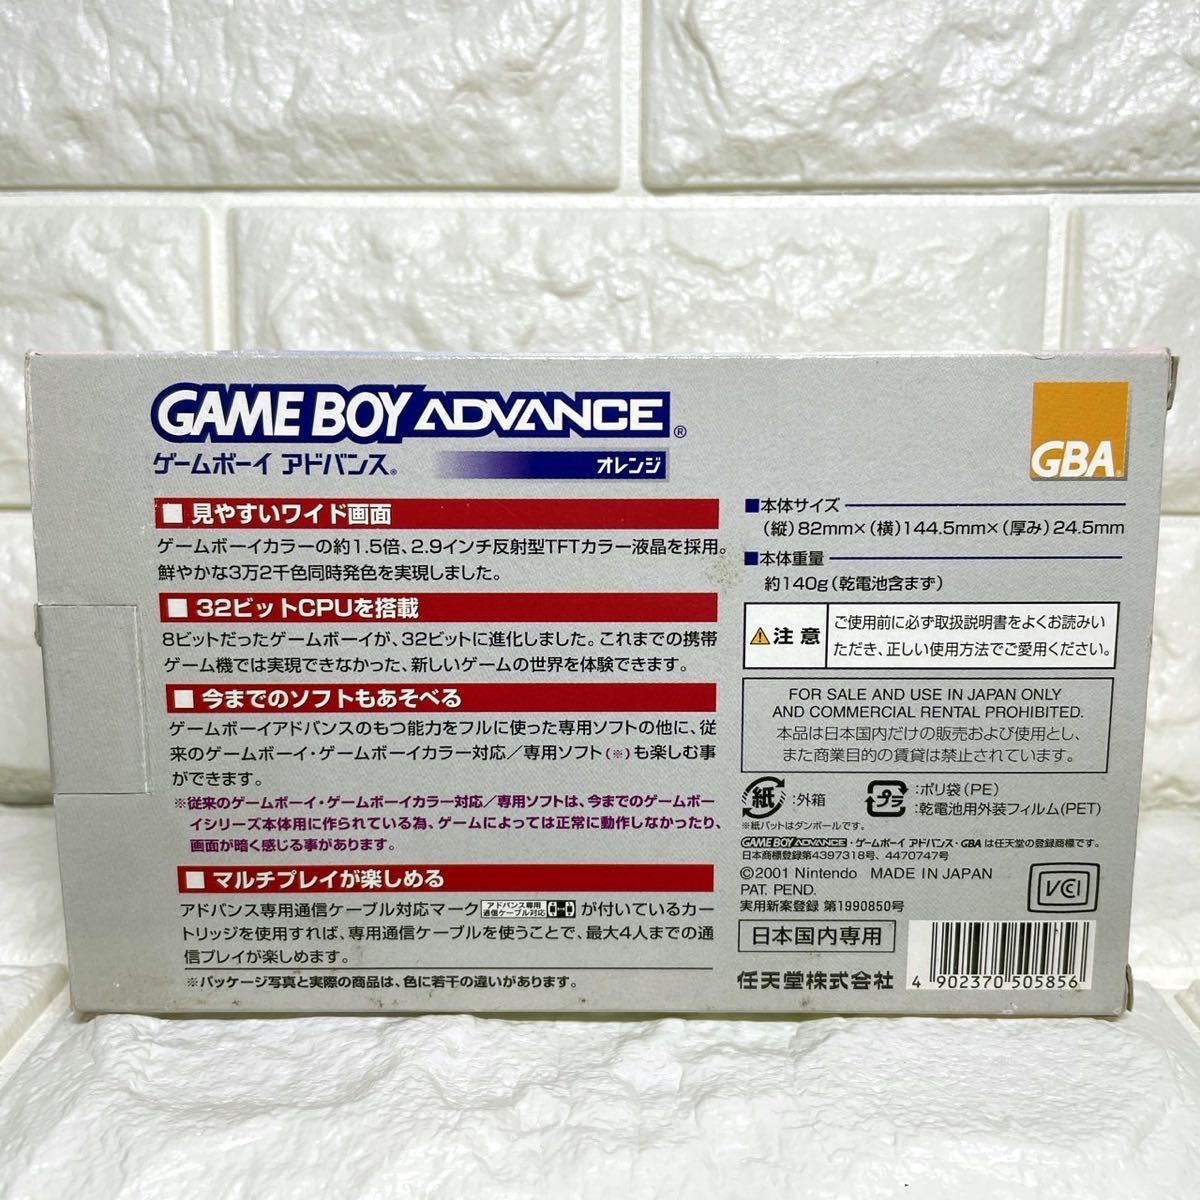 GAME BOY ADVANCE®
ゲームボーイ アドバンス®
オレンジ
GBA®
■ 見やすいワイド画面
ゲームボーイカラーの約1.5倍、2.9インチ反射型TFTカラー液晶を採用。
鮮やかな3万2千色同時発色を実現しました。
■ 32ビットCPUを搭載
8ビットだったゲームボーイが、32ビットに進化しました。これまでの携帯
ゲーム機では実現できなかった、新しいゲームの世界を体験できます。
■ 今までのソフトもあそべる
ゲームボーイアドバンスのもつ能力をフルに使った専用ソフトの他に、従
来のゲームボーイ・ゲームボーイカラー対応/専用ソフト(※)も楽しむ事
ができます。
※従来のゲームボーイ・ゲームボーイカラー対応/専用ソフトは、今までのゲームボー
イシリーズ本体用に作られている為、ゲームによっては正常に動作しなかったり、
画面が暗く感じる事があります。
■ マルチプレイが楽しめる
アドバンス専用通信ケーブル対応マーク アドバンス専用 通信ケーブル対応 が付いているカー
トリッジを使用すれば、専用通信ケーブルを使うことで、最大4人までの通
信プレイが楽しめます。
※パッケージ写真と実際の商品は、色に若干の違いがあります。
■本体サイズ
(縦)82mm×(横)144.5mm×(厚み)24.5mm
■本体重量
約140g(乾電池含まず)
注意
ご使用前に必ず取扱説明書をよくお読みい
ただき、正しい使用方法でご愛用ください。
FOR SALE AND USE IN JAPAN ONLY
AND COMMERCIAL RENTAL PROHIBITED.
本品は日本国内だけの販売および使用とし、
また商業目的の賃貸は禁止されています。
紙 :外箱
プラ :ポリ袋(PE)
:乾電池用外装フィルム(PET)
※紙パットはダンボールです。
GAME BOY ADVANCE・ゲームボーイ アドバンス・GBA は任天堂の登録商標です。
日本商標登録第4397318号、4470747号
©2001 Nintendo MADE IN JAPAN
PAT. PEND.
実用新案登録 第1990850号
VCI
日本国内専用
任天堂株式会社
4 902370 505856